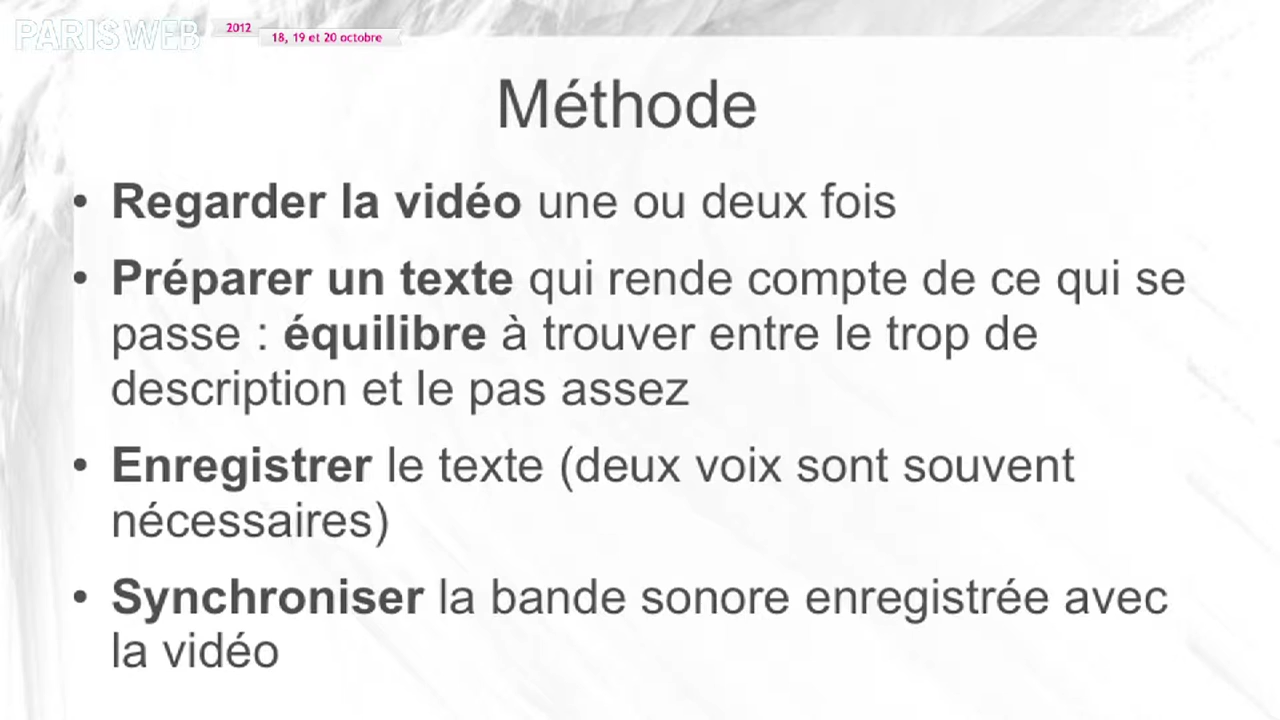 PARIS WEB
2012
18, 19 et 20 octobre
Méthode
• Regarder la vidéo une ou deux fois
• Préparer un texte qui rende compte de ce qui se
passe : équilibre à trouver entre le trop de
description et le pas assez
• Enregistrer le texte (deux voix sont souvent
nécessaires)
• Synchroniser la bande sonore enregistrée avec
la vidéo